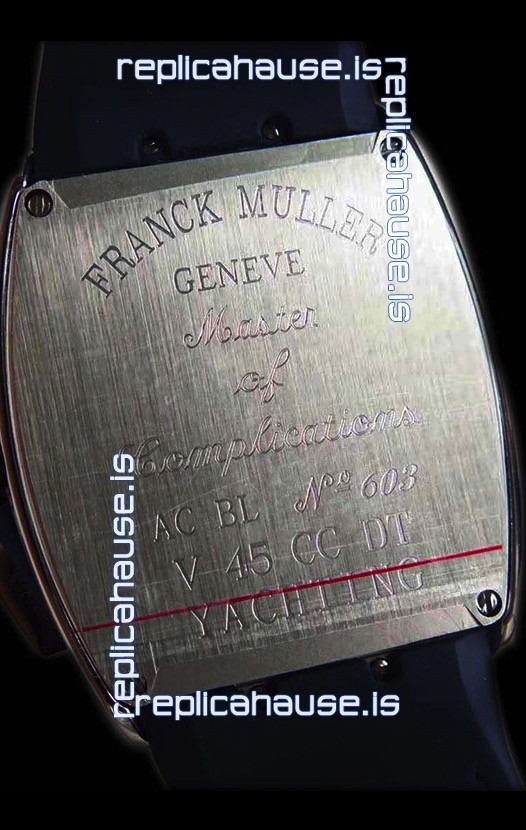 replicahause.is
replicahause.is
FRANCK MULLER
GENEVE
Master
of
Complications
AC BL Nº 603
V 45 CC DT
YACHTING
replicahause.is
replicahause.is